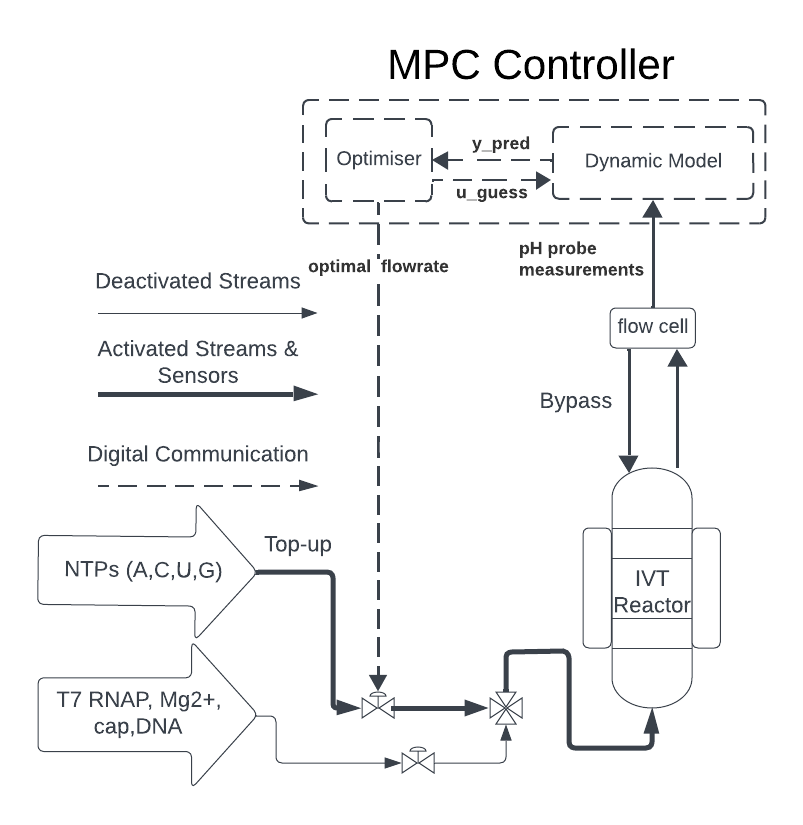 MPC Controller
Optimiser
y_pred
u_guess
Dynamic Model
optimal flowrate
pH probe
measurements
Deactivated Streams
flow cell
Activated Streams &
Sensors
Bypass
Digital Communication
Top-up
NTPs (A,C,U,G)
IVT
Reactor
T7 RNAP, Mg2+,
cap,DNA